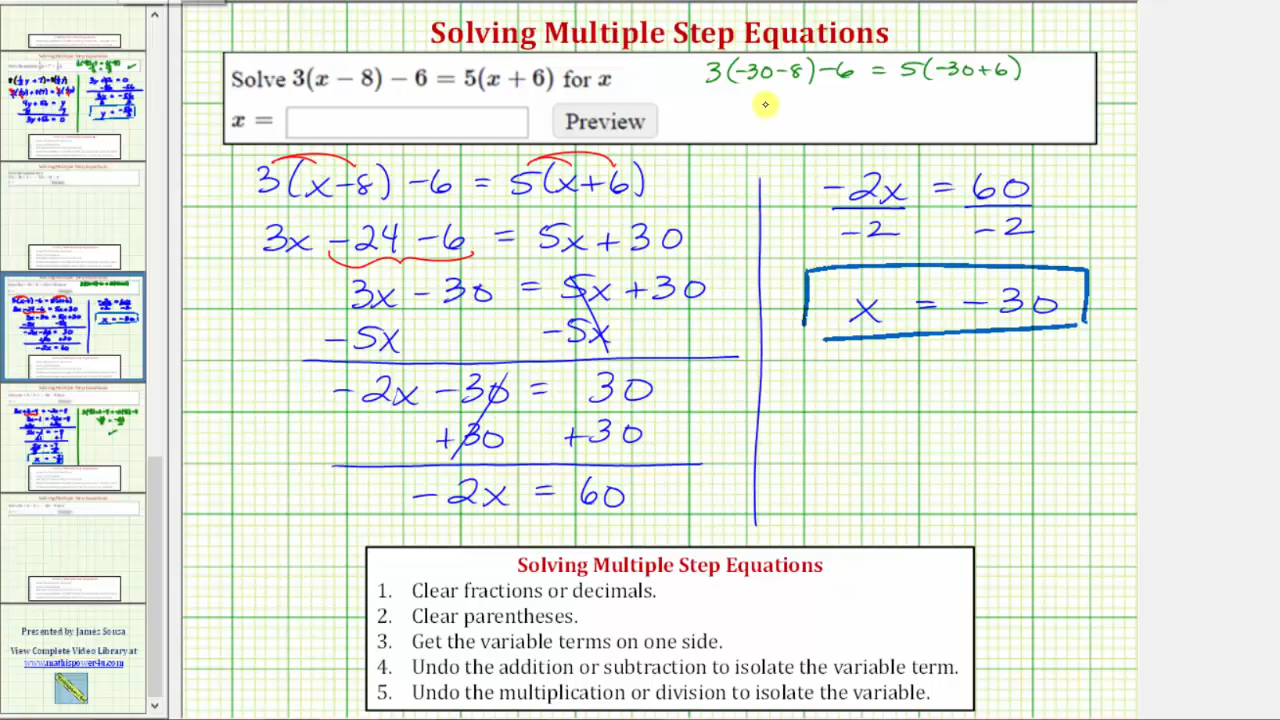 Solving Multiple Step Equations
Solve 3(x − 8) − 6 = 5(x + 6) for x
3(-30-8)-6 = 5(-30+6)
x =
Preview
3(x-8)-6 = 5(x+6)
3x -24 -6 = 5x+30
3x - 30 = 5x +30
-5x -5x
-2x -30 = 30
+30 +30
-2x = 60
-2x = 60
-2 -2
x = -30
Solving Multiple Step Equations
1. Clear fractions or decimals.
2. Clear parentheses.
3. Get the variable terms on one side.
4. Undo the addition or subtraction to isolate the variable term.
5. Undo the multiplication or division to isolate the variable.
Presented by James Sousa
View Complete Video Library at
www.mathispower4u.com